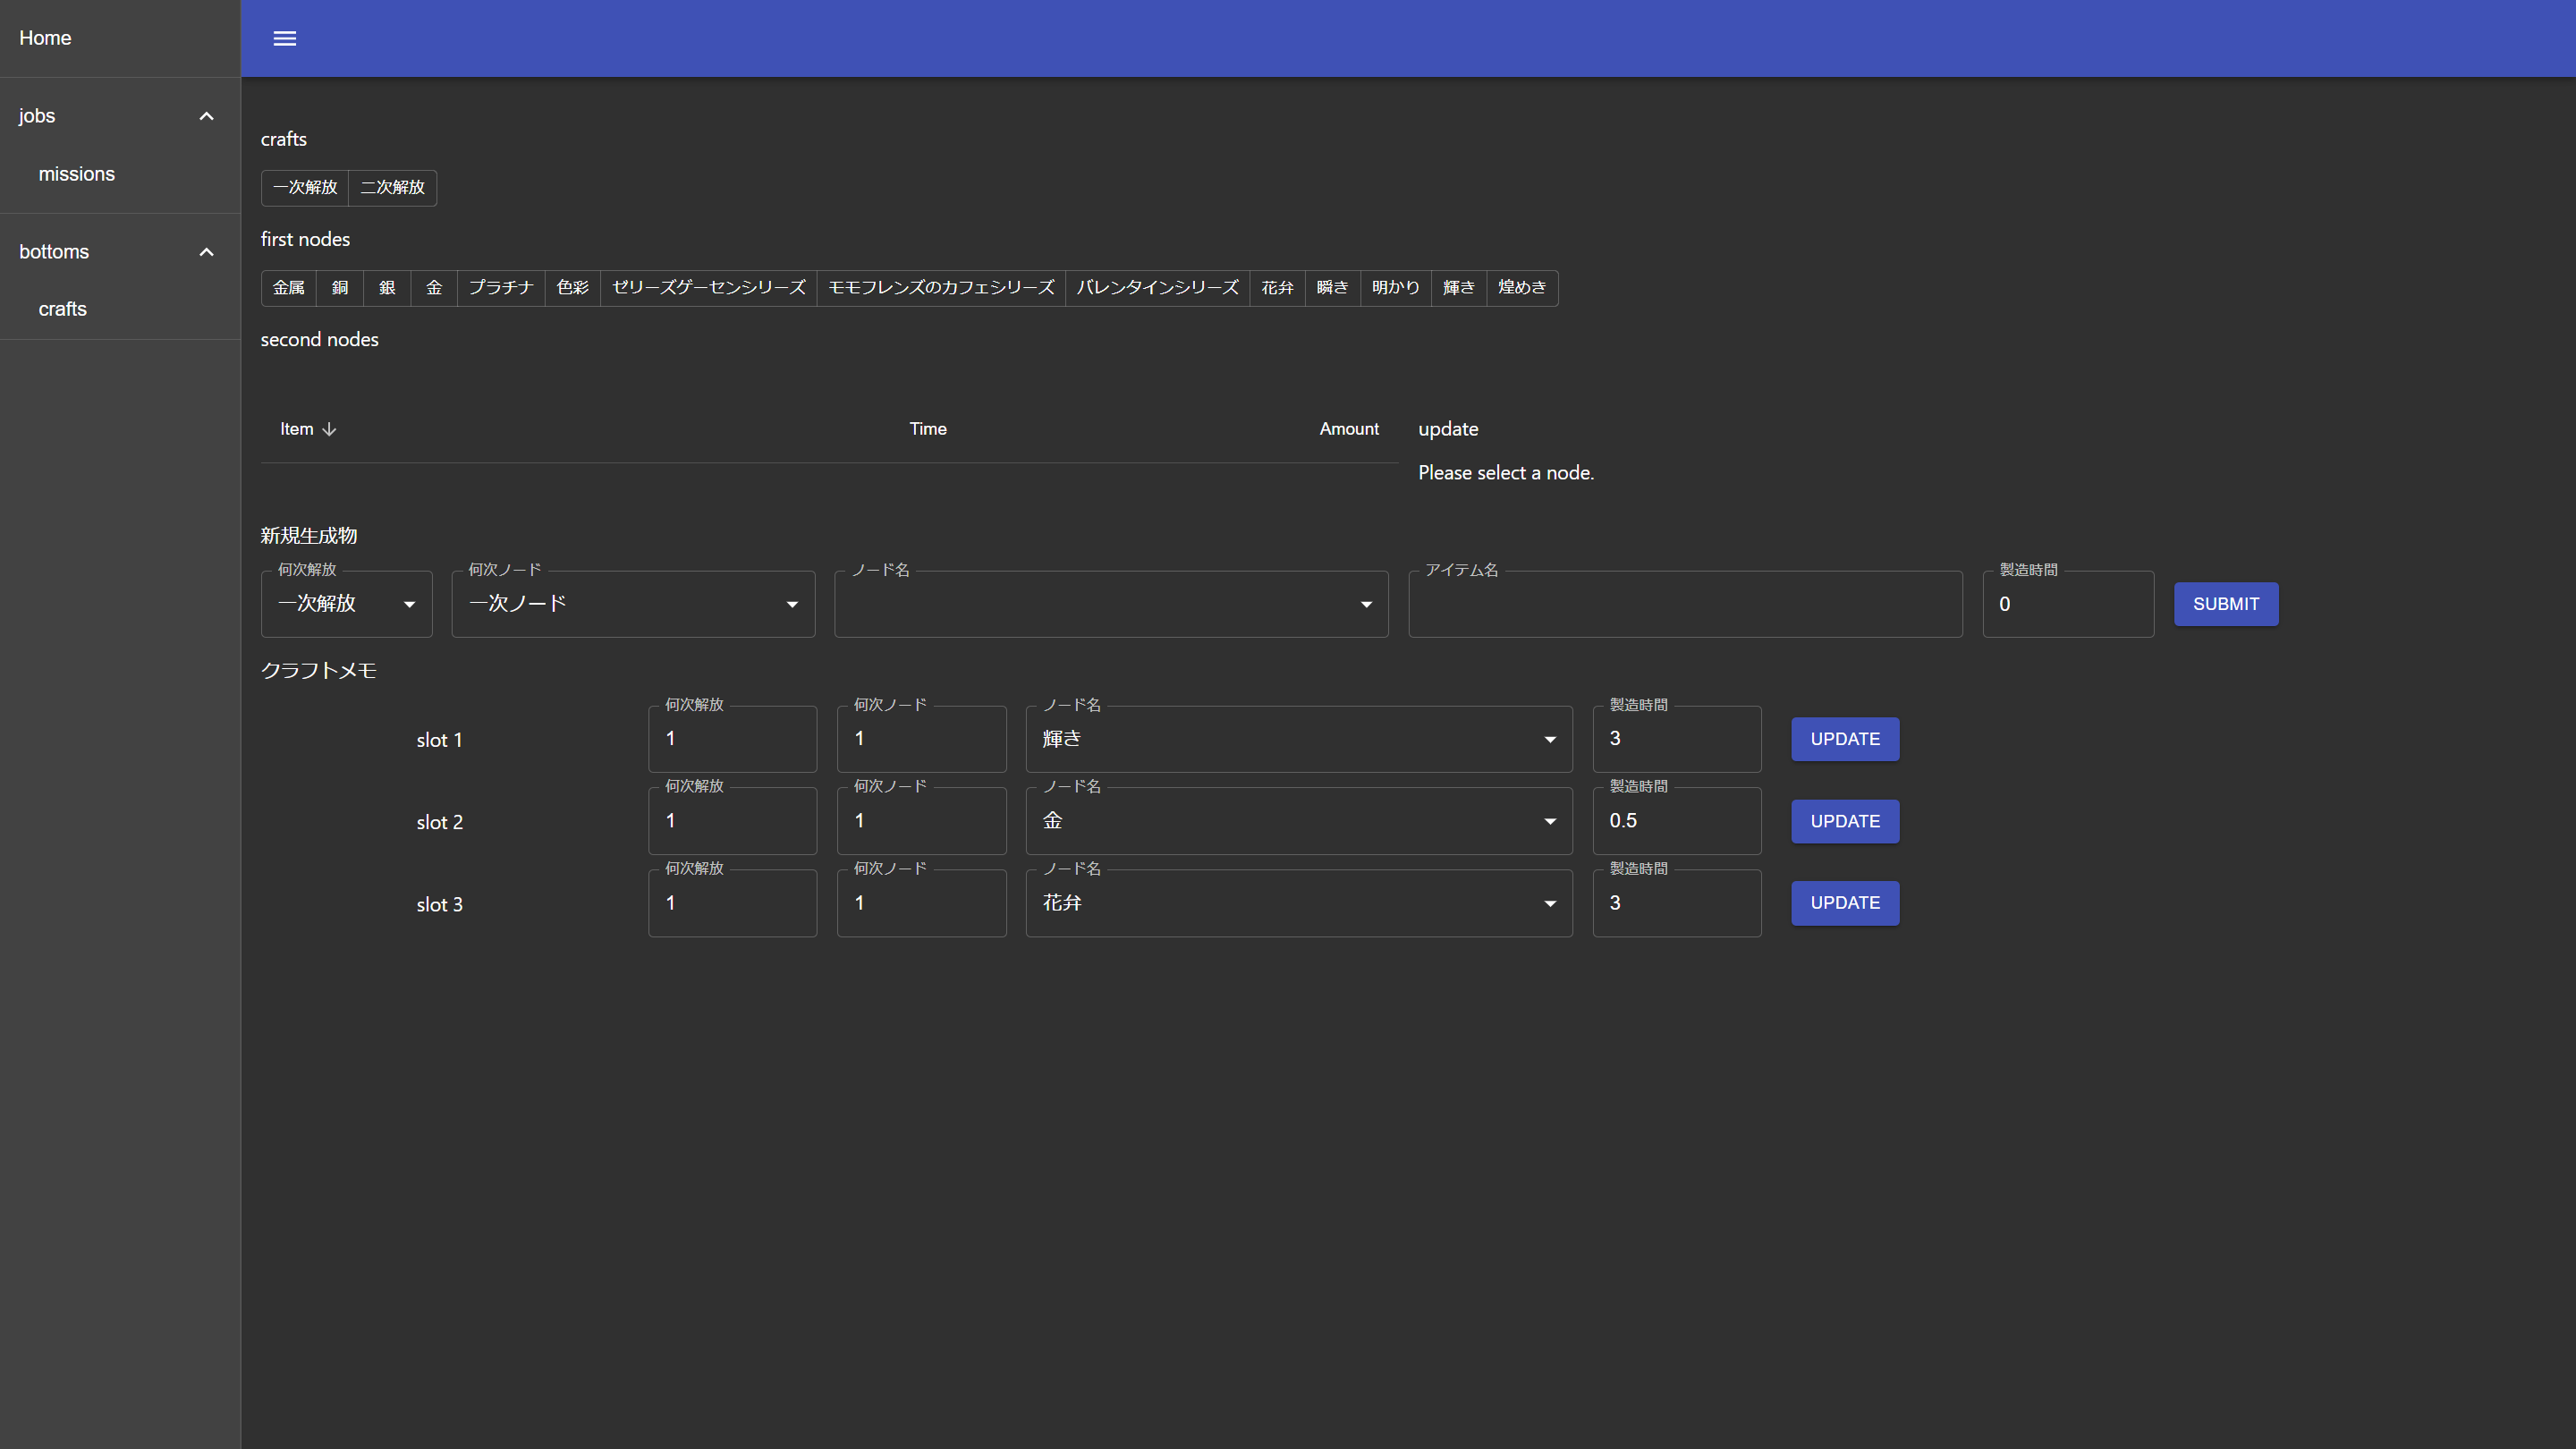 Home
jobs
missions
bottoms
crafts
crafts
一次解放 二次解放
first nodes
金属 銅 銀 金 プラチナ 色彩 ゼリーズゲーセンシリーズ モモフレンズのカフェシリーズ バレンタインシリーズ 花弁 瞬き 明かり 輝き 煌めき
second nodes
Item Time Amount
update
Please select a node.
新規生成物
何次解放 何次ノード ノード名 アイテム名 製造時間
一次解放 一次ノード 0 SUBMIT
クラフトメモ
何次解放 何次ノード ノード名 製造時間
slot 1 1 1 輝き 3 UPDATE
何次解放 何次ノード ノード名 製造時間
slot 2 1 1 金 0.5 UPDATE
何次解放 何次ノード ノード名 製造時間
slot 3 1 1 花弁 3 UPDATE